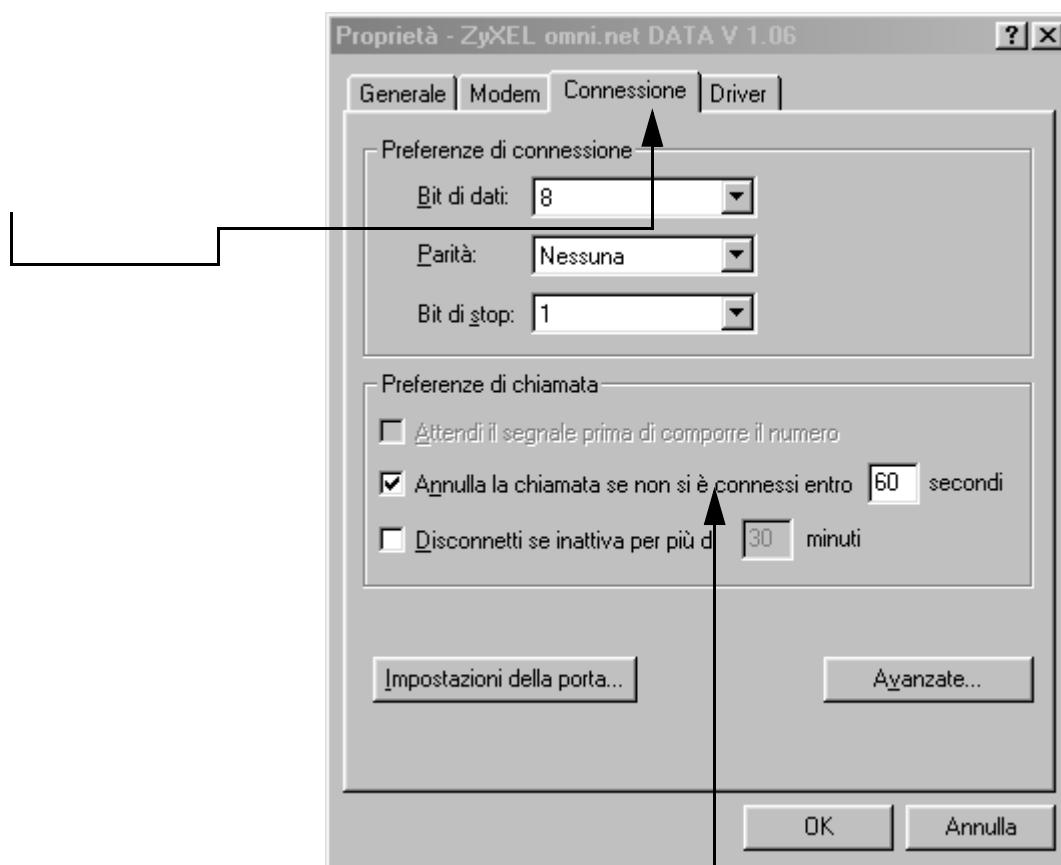 Proprietà - ZyXEL omni.net DATA V 1.06
Generale Modem Connessione Driver
Preferenze di connessione
Bit di dati: 8
Parità: Nessuna
Bit di stop: 1
Preferenze di chiamata
Attendi il segnale prima di comporre il numero
Annulla la chiamata se non si è connessi entro 60 secondi
Disconnetti se inattiva per più d 30 minuti
Impostazioni della porta... Avanzate...
OK Annulla